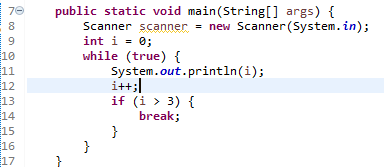 7 public static void main(String[] args) {
8 Scanner scanner = new Scanner(System.in);
9 int i = 0;
10 while (true) {
11 System.out.println(i);
12 i++;
13 if (i > 3) {
14 break;
15 }
16 }
17 }